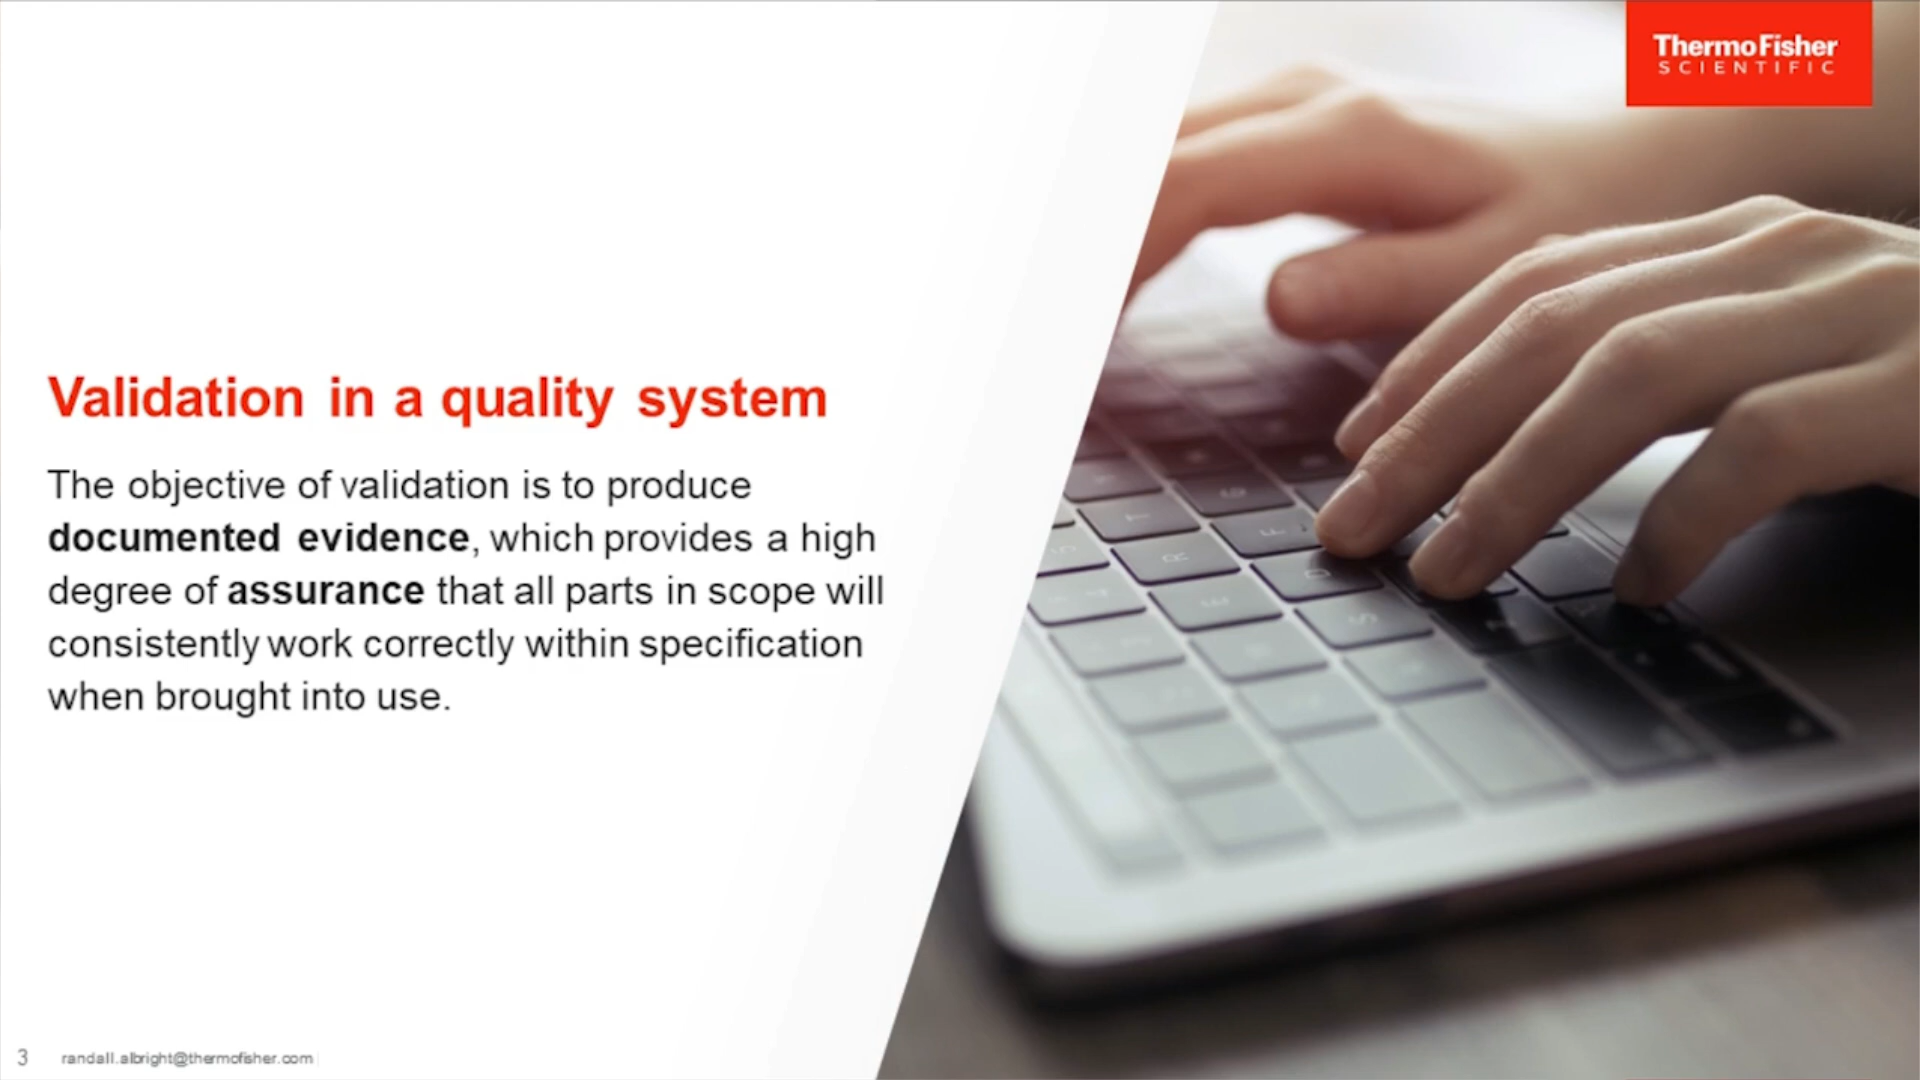 ThermoFisher
SCIENTIFIC
Validation in a quality system
The objective of validation is to produce
documented evidence, which provides a high
degree of assurance that all parts in scope will
consistently work correctly within specification
when brought into use.
3 randall.albright@thermofisher.com